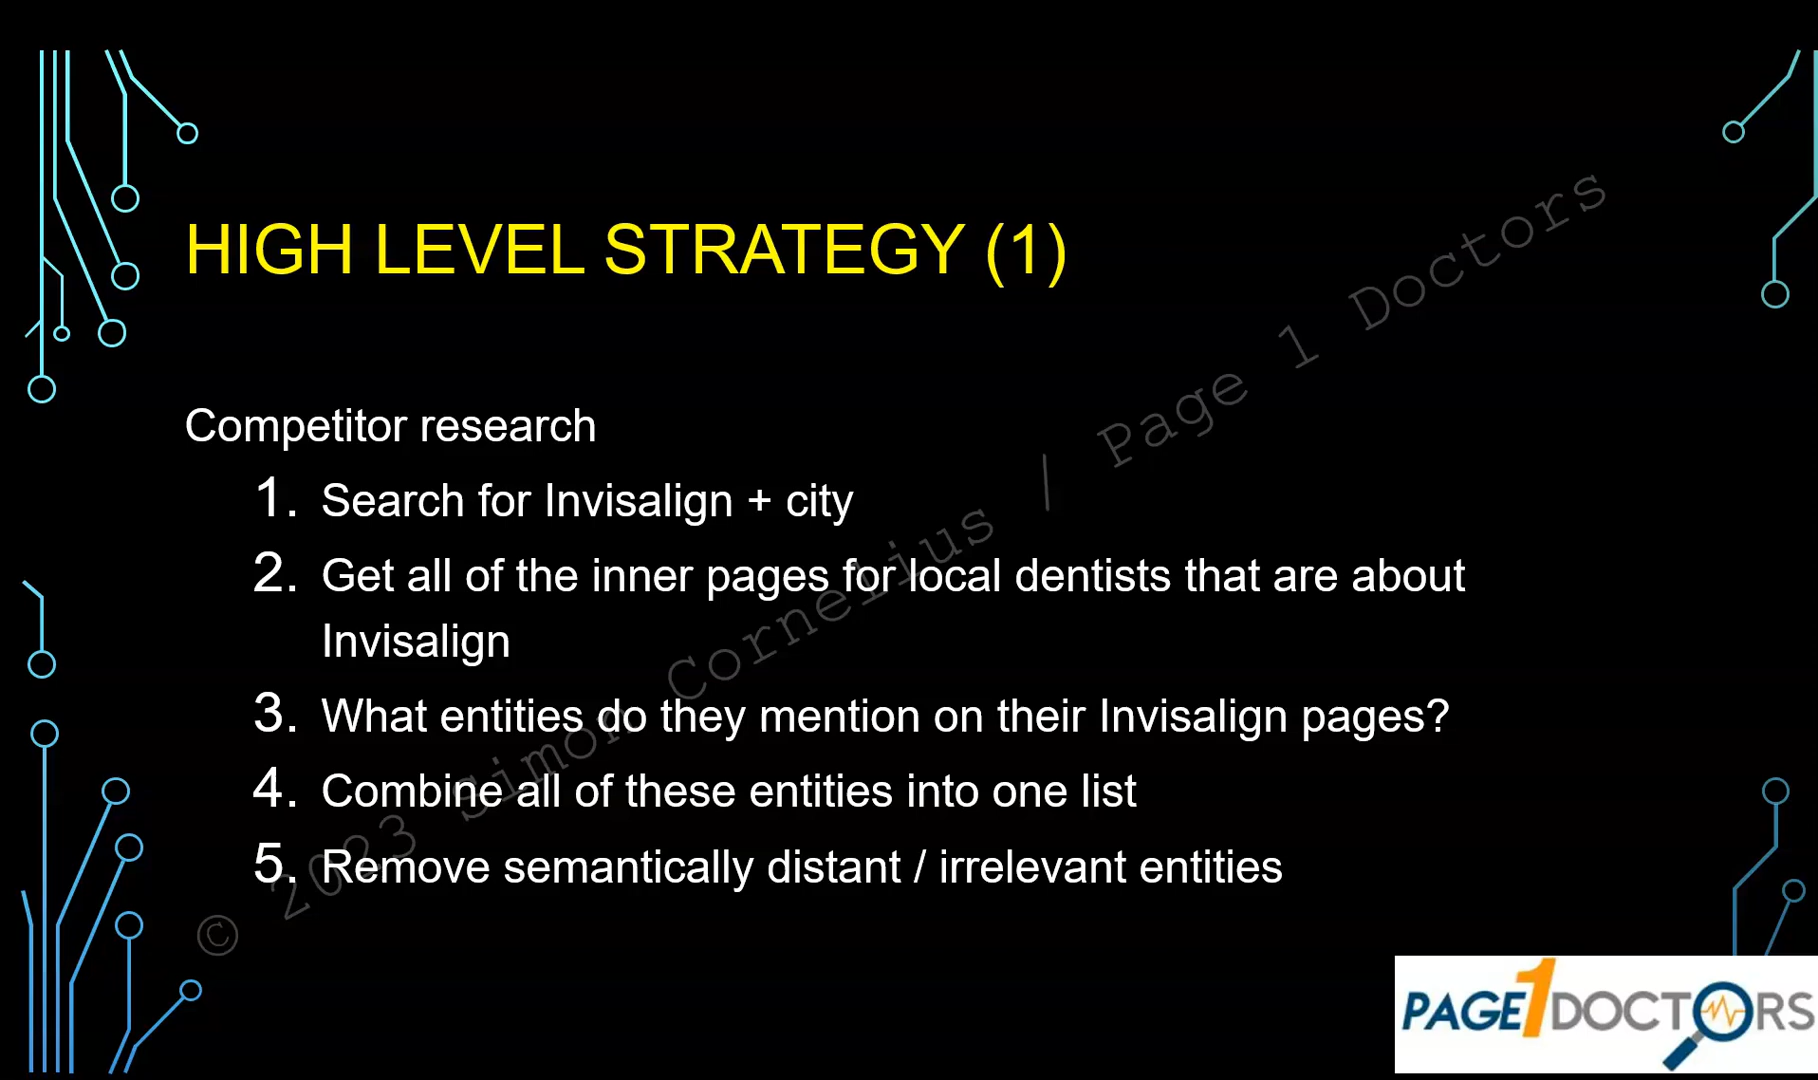 HIGH LEVEL STRATEGY (1)
Competitor research
1. Search for Invisalign + city
2. Get all of the inner pages for local dentists that are about
Invisalign
3. What entities do they mention on their Invisalign pages?
4. Combine all of these entities into one list
5. Remove semantically distant / irrelevant entities
© 2023 Simon Cornelius / Page 1 Doctors
PAGE1DOCTORS